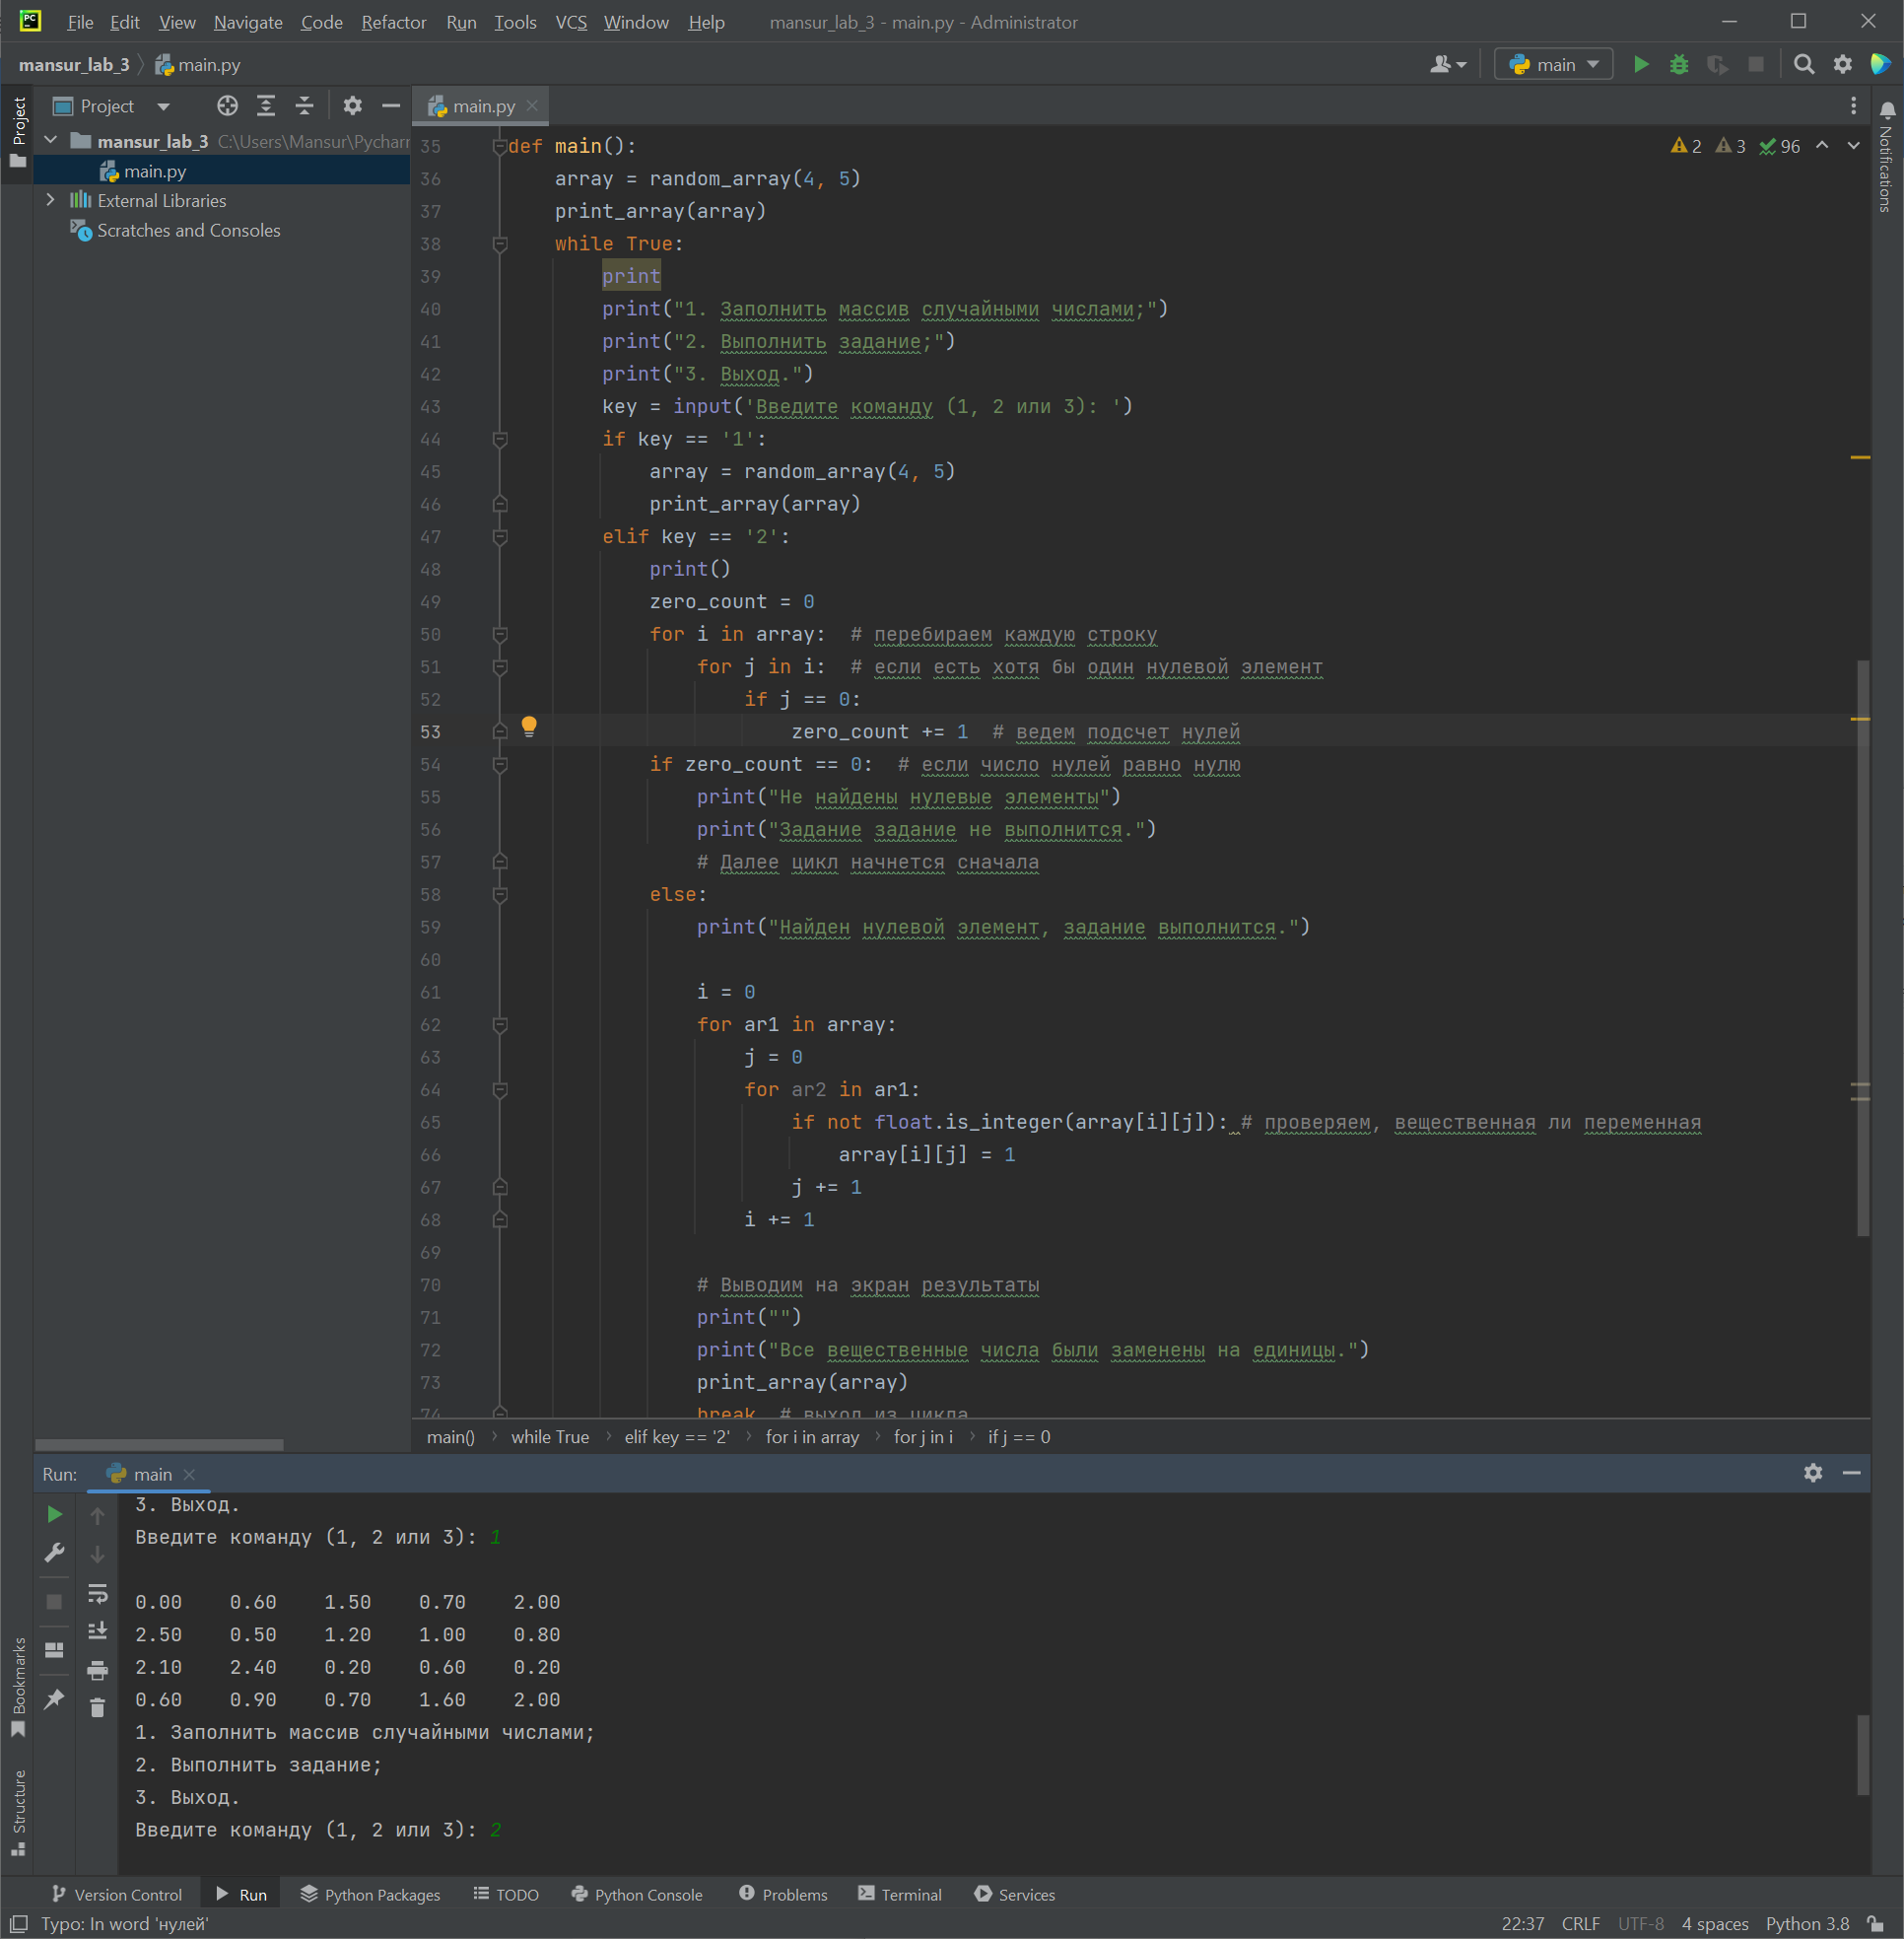 File Edit View Navigate Code Refactor Run Tools VCS Window Help mansur_lab_3 - main.py - Administrator
mansur_lab_3 main.py main
Project main.py
Project
mansur_lab_3 C:\Users\Mansur\Pychar
main.py
External Libraries
Scratches and Consoles
Notifications
2 3 96
35 def main():
36 array = random_array(4, 5)
37 print_array(array)
38 while True:
39 print
40 print("1. Заполнить массив случайными числами;")
41 print("2. Выполнить задание;")
42 print("3. Выход.")
43 key = input('Введите команду (1, 2 или 3): ')
44 if key == '1':
45 array = random_array(4, 5)
46 print_array(array)
47 elif key == '2':
48 print()
49 zero_count = 0
50 for i in array:  # перебираем каждую строку
51 for j in i:  # если есть хотя бы один нулевой элемент
52 if j == 0:
53 zero_count += 1  # ведем подсчет нулей
54 if zero_count == 0:  # если число нулей равно нулю
55 print("Не найдены нулевые элементы")
56 print("Задание задание не выполнится.")
57 # Далее цикл начнется сначала
58 else:
59 print("Найден нулевой элемент, задание выполнится.")
60
61 i = 0
62 for ar1 in array:
63 j = 0
64 for ar2 in ar1:
65 if not float.is_integer(array[i][j]): # проверяем, вещественная ли переменная
66 array[i][j] = 1
67 j += 1
68 i += 1
69
70 # Выводим на экран результаты
71 print("")
72 print("Все вещественные числа были заменены на единицы.")
73 print_array(array)
74 break  # выход из цикла
main() while True elif key == '2' for i in array for j in i if j == 0
Run: main
3. Выход.
Введите команду (1, 2 или 3): 1
0.00 0.60 1.50 0.70 2.00
2.50 0.50 1.20 1.00 0.80
2.10 2.40 0.20 0.60 0.20
0.60 0.90 0.70 1.60 2.00
1. Заполнить массив случайными числами;
2. Выполнить задание;
3. Выход.
Введите команду (1, 2 или 3): 2
Bookmarks
Structure
Version Control Run Python Packages TODO Python Console Problems Terminal Services
Typo: In word 'нулей' 22:37 CRLF UTF-8 4 spaces Python 3.8